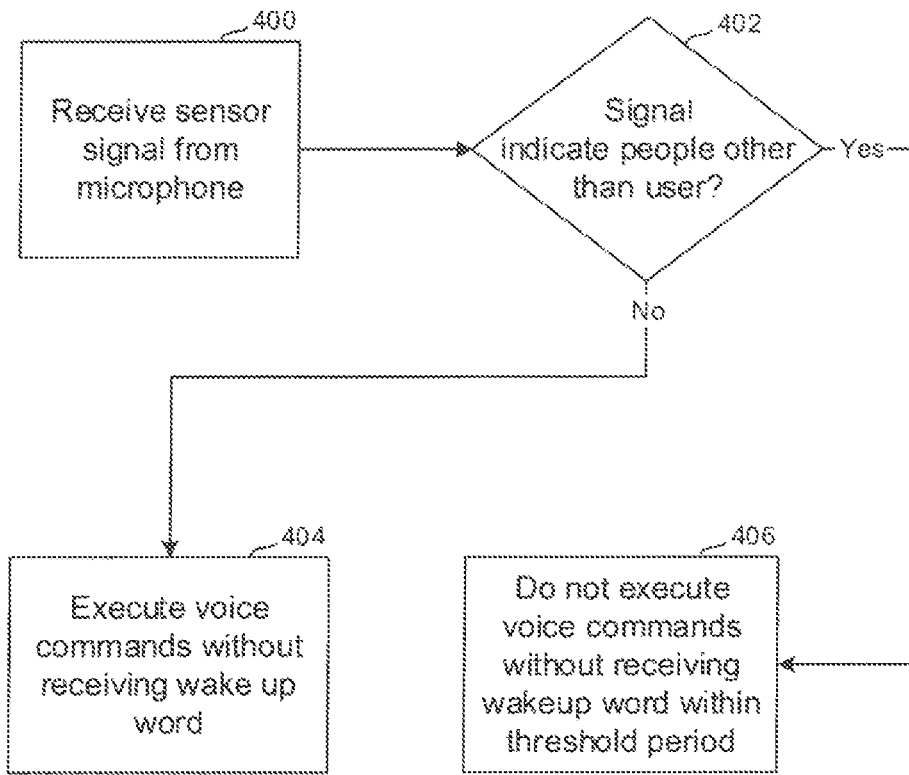 400
Receive sensor
signal from
microphone
402
Signal
indicate people other
than user?
Yes
No
404
Execute voice
commands without
receiving wake up
word
406
Do not execute
voice commands
without receiving
wakeup word within
threshold period